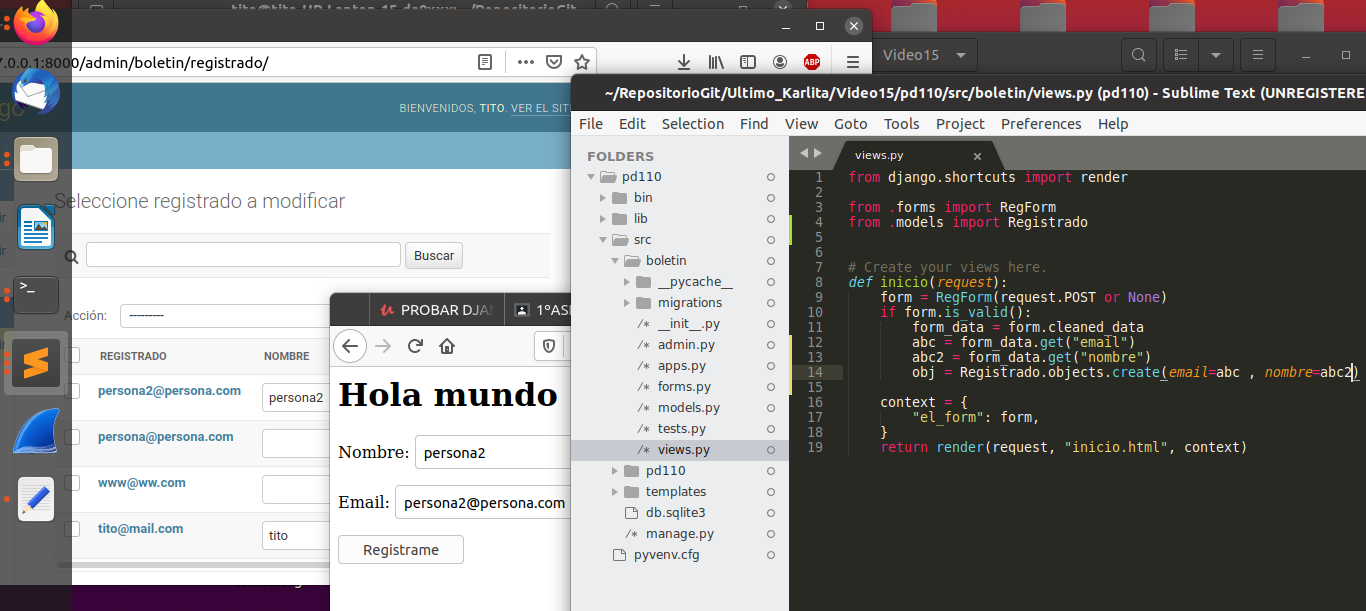 Video15
7.0.0.1:8000/admin/boletin/registrado/
ABP
BIENVENIDOS, TITO. VER EL SIT
Seleccione registrado a modificar
Buscar
Acción: ---------
REGISTRADO NOMBRE
persona2@persona.com persona2
persona@persona.com
www@ww.com
tito@mail.com tito
PROBAR DJA
1ºASI
Hola mundo
Nombre: persona2
Email: persona2@persona.com
Registrame
~/RepositorioGit/Ultimo_Karlita/Video15/pd110/src/boletin/views.py (pd110) - Sublime Text (UNREGISTERE
File Edit Selection Find View Goto Tools Project Preferences Help
FOLDERS
pd110
bin
lib
src
boletin
__pycache__
migrations
/* __init__.py
/* admin.py
/* apps.py
/* forms.py
/* models.py
/* tests.py
/* views.py
pd110
templates
db.sqlite3
/* manage.py
pyvenv.cfg
views.py
1 from django.shortcuts import render
2
3 from .forms import RegForm
4 from .models import Registrado
5
6
7 # Create your views here.
8 def inicio(request):
9     form = RegForm(request.POST or None)
10     if form.is_valid():
11         form_data = form.cleaned_data
12         abc = form_data.get("email")
13         abc2 = form_data.get("nombre")
14         obj = Registrado.objects.create(email=abc , nombre=abc2)
15
16     context = {
17         "el_form": form,
18     }
19     return render(request, "inicio.html", context)